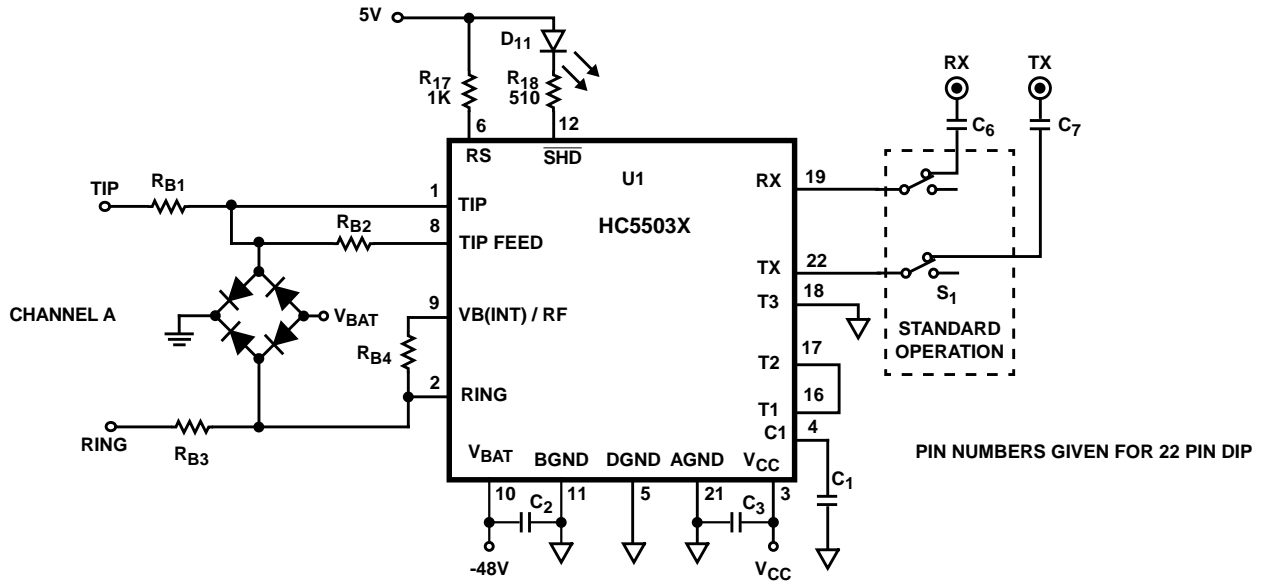 5V
D11
RX
TX
R17
1K
R18
510
C6
C7
6
12
RS
SHD
U1
RX
19
TIP
RB1
1
TIP
HC5503X
RB2
8
TIP FEED
TX
22
S1
T3
18
CHANNEL A
VBAT
9
VB(INT) / RF
STANDARD
OPERATION
RB4
17
T2
2
RING
16
T1
C1
4
RING
RB3
VBAT
BGND
DGND
AGND
VCC
C1
PIN NUMBERS GIVEN FOR 22 PIN DIP
10
C2
11
5
21
C3
3
-48V
VCC